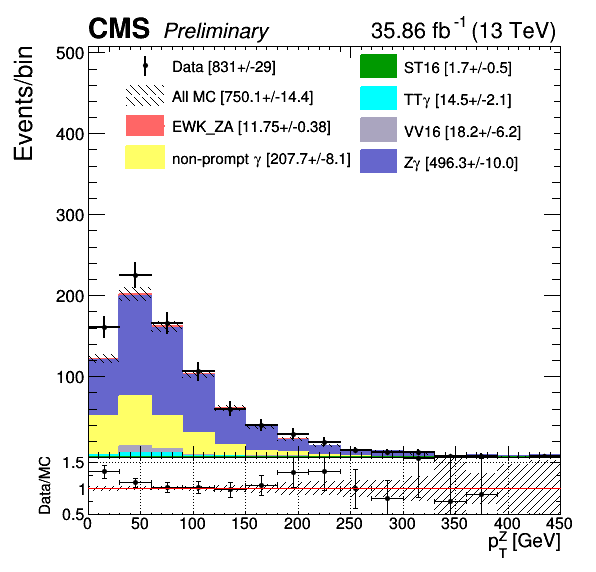 CMS Preliminary 35.86 fb⁻¹ (13 TeV)
Events/bin
500
400
300
200
100
Data [831+/-29]
All MC [750.1+/-14.4]
EWK_ZA [11.75+/-0.38]
non-prompt γ [207.7+/-8.1]
ST16 [1.7+/-0.5]
TTγ [14.5+/-2.1]
VV16 [18.2+/-6.2]
Zγ [496.3+/-10.0]
Data/MC
1.5
1
0.5
0 50 100 150 200 250 300 350 400 450
p_T^Z [GeV]